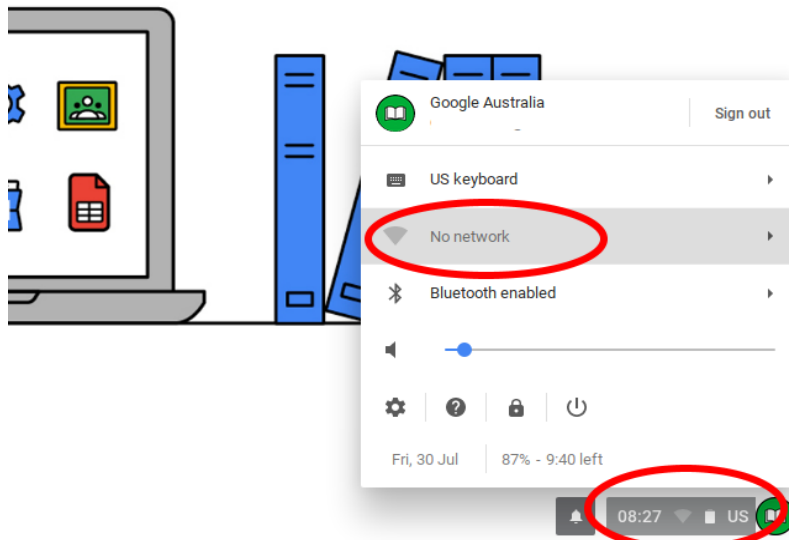 Google Australia
Sign out
US keyboard
No network
Bluetooth enabled
Fri, 30 Jul
87% - 9:40 left
08:27 US